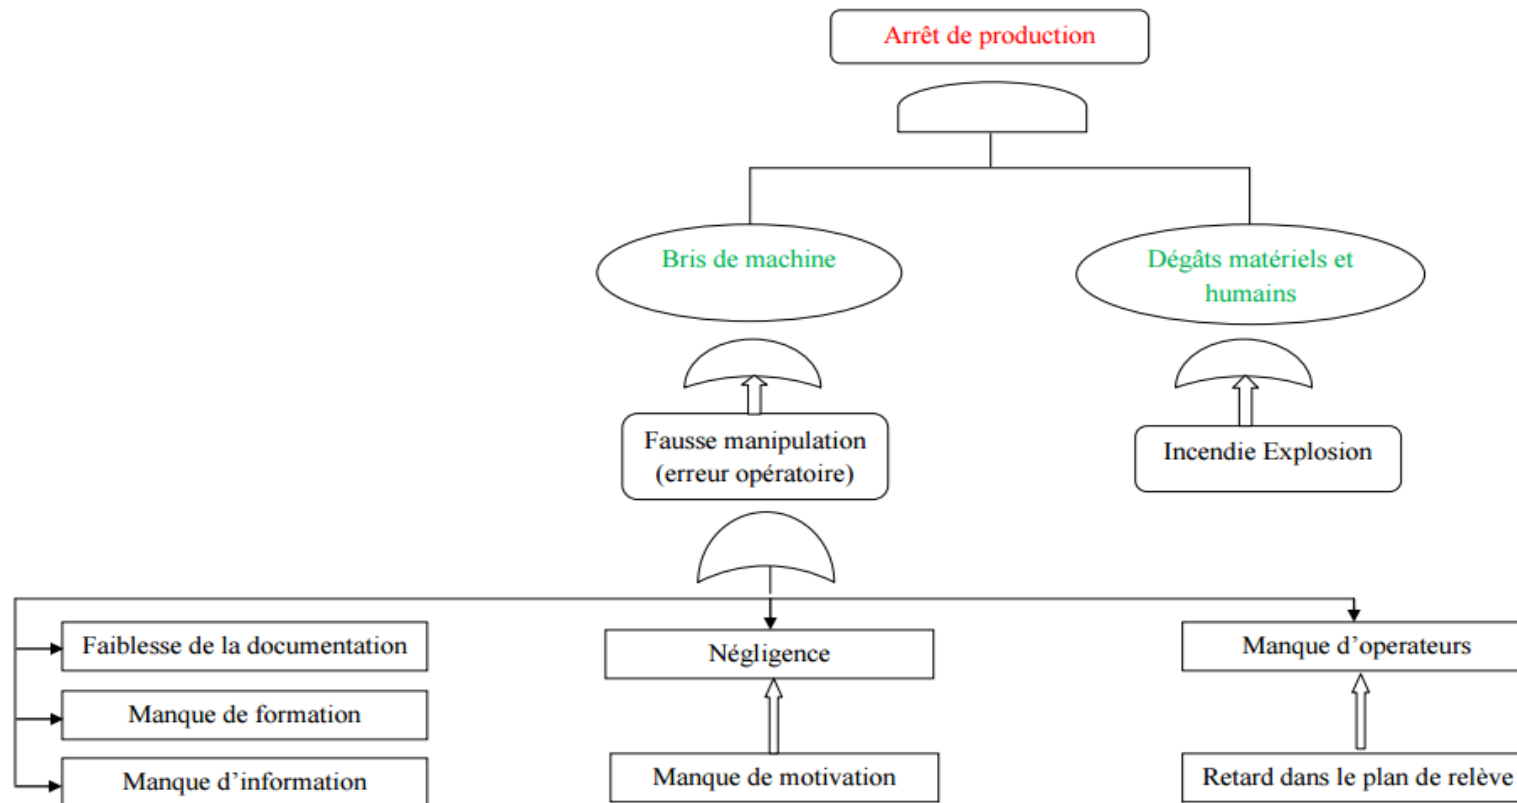 Arrêt de production
Bris de machine
Dégâts matériels et
humains
Fausse manipulation
(erreur opératoire)
Incendie Explosion
Faiblesse de la documentation
Négligence
Manque d’operateurs
Manque de formation
Manque d’information
Manque de motivation
Retard dans le plan de relève